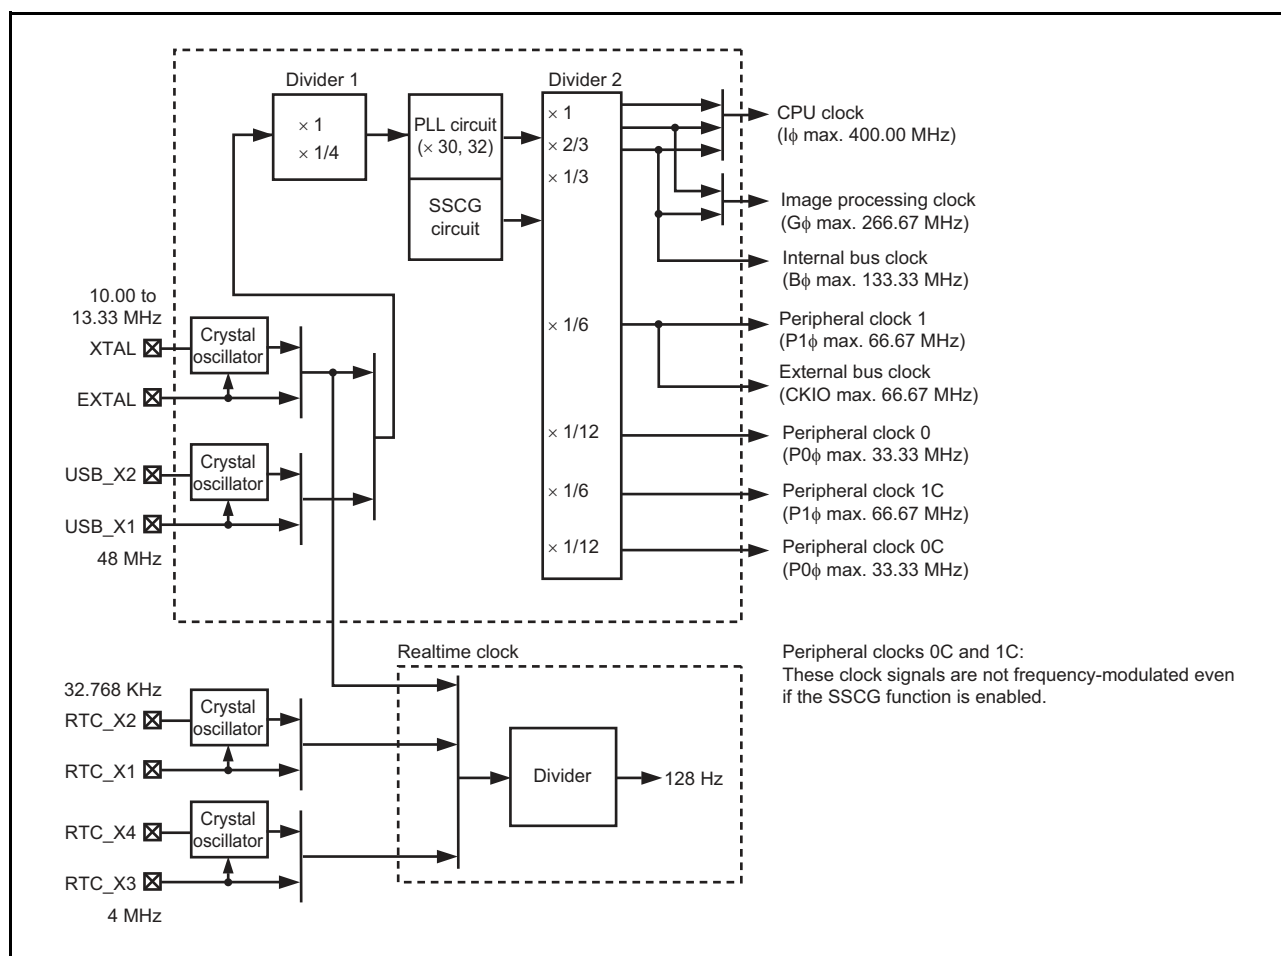 Divider 1
× 1
× 1/4
PLL circuit
(× 30, 32)
SSCG
circuit
Divider 2
× 1
× 2/3
× 1/3
× 1/6
× 1/12
× 1/6
× 1/12
CPU clock
(Iϕ max. 400.00 MHz)
Image processing clock
(Gϕ max. 266.67 MHz)
Internal bus clock
(Bϕ max. 133.33 MHz)
Peripheral clock 1
(P1ϕ max. 66.67 MHz)
External bus clock
(CKIO max. 66.67 MHz)
Peripheral clock 0
(P0ϕ max. 33.33 MHz)
Peripheral clock 1C
(P1ϕ max. 66.67 MHz)
Peripheral clock 0C
(P0ϕ max. 33.33 MHz)
10.00 to
13.33 MHz
XTAL
Crystal
oscillator
EXTAL
USB_X2
Crystal
oscillator
USB_X1
48 MHz
Realtime clock
Peripheral clocks 0C and 1C:
These clock signals are not frequency-modulated even
if the SSCG function is enabled.
32.768 KHz
RTC_X2
Crystal
oscillator
RTC_X1
Divider
128 Hz
RTC_X4
Crystal
oscillator
RTC_X3
4 MHz